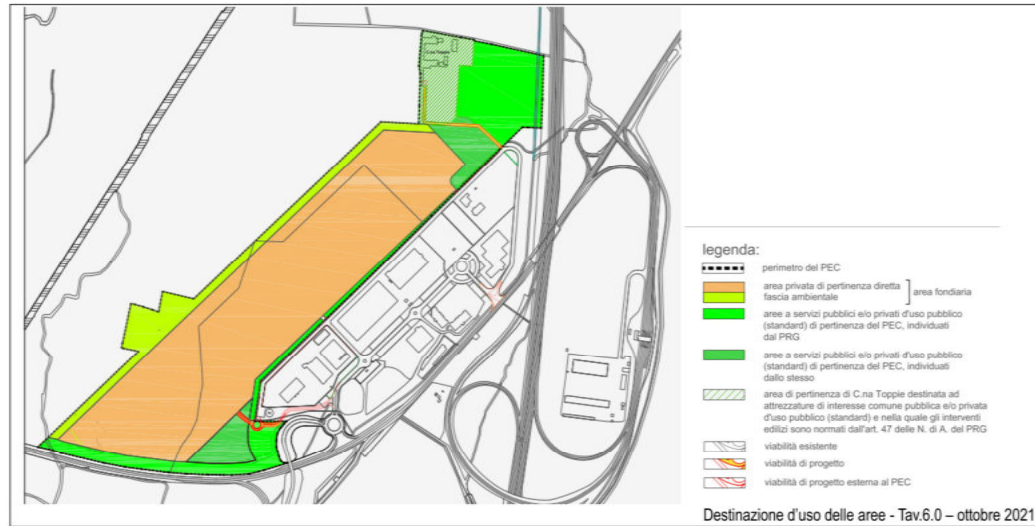 C.na Toppie
legenda:
perimetro del PEC
area privata di pertinenza diretta
fascia ambientale
area fondiaria
aree a servizi pubblici e/o privati d'uso pubblico
(standard) di pertinenza del PEC, individuati
dal PRG
aree a servizi pubblici e/o privati d'uso pubblico
(standard) di pertinenza del PEC, individuati
dallo stesso
area di pertinenza di C.na Toppie destinata ad
attrezzature di interesse comune pubblica e/o privata
d'uso pubblico (standard) e nella quale gli interventi
edilizi sono normati dall'art. 47 delle N. di A. del PRG
viabilità esistente
viabilità di progetto
viabilità di progetto esterna al PEC
Destinazione d'uso delle aree - Tav.6.0 – ottobre 2021